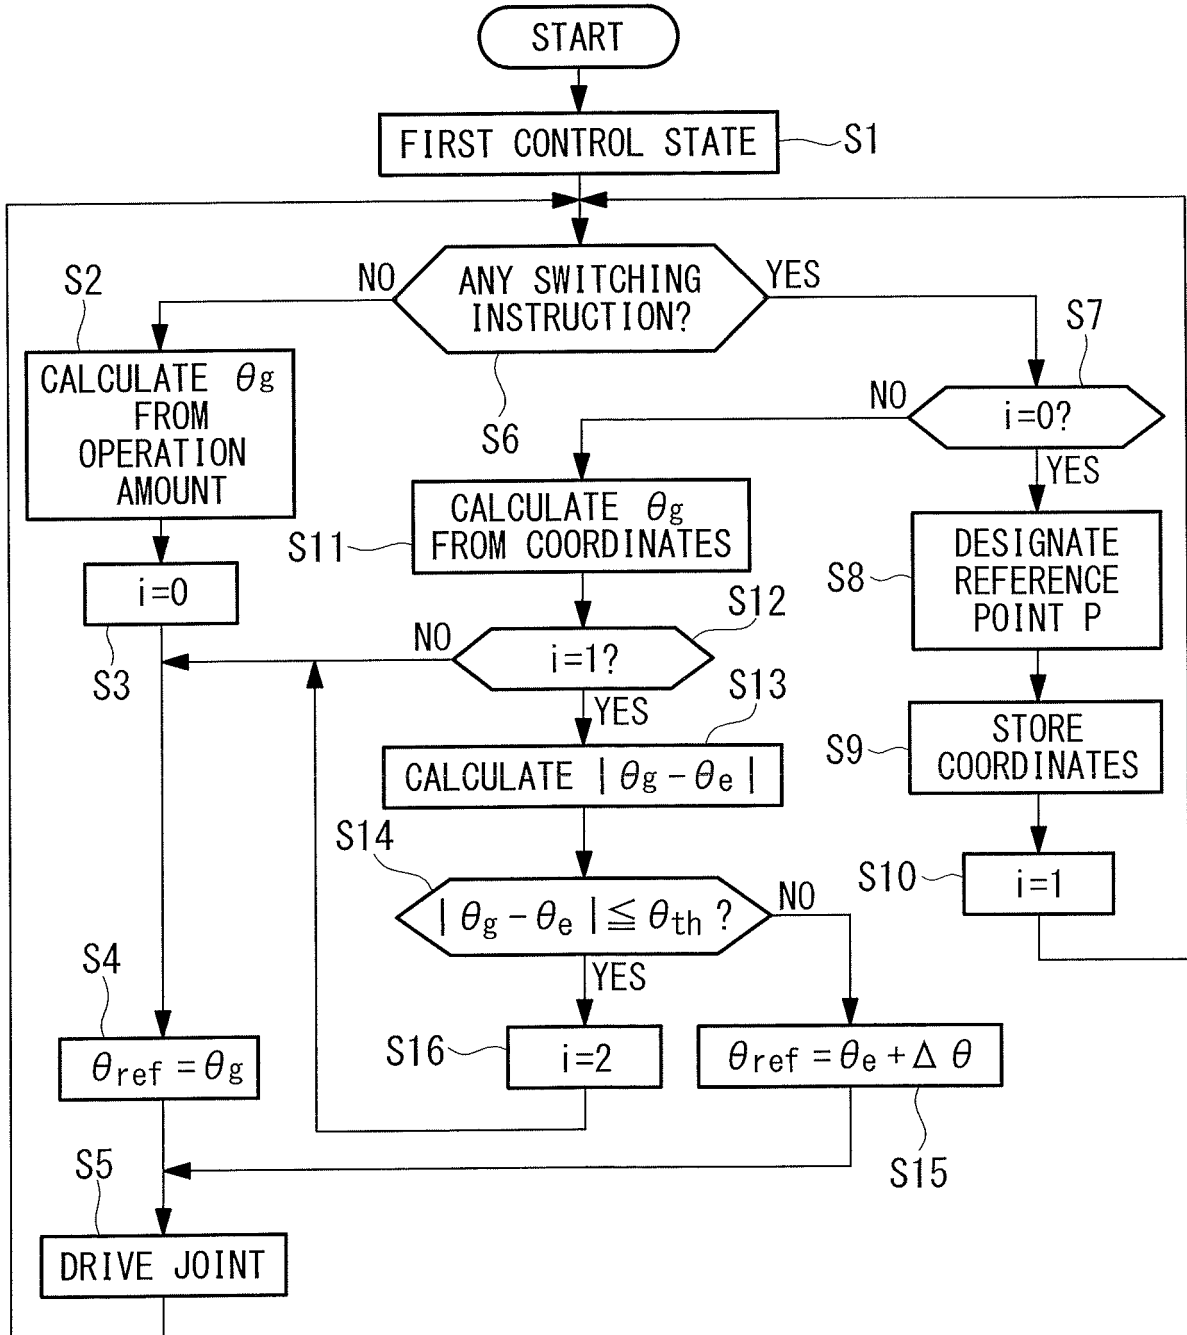 START
FIRST CONTROL STATE
S1
ANY SWITCHING
INSTRUCTION?
NO
YES
S6
S2
CALCULATE θg
FROM
OPERATION
AMOUNT
i=0
S3
S7
i=0?
NO
YES
S8
DESIGNATE
REFERENCE
POINT P
S9
STORE
COORDINATES
S10
i=1
S11
CALCULATE θg
FROM COORDINATES
S12
i=1?
NO
YES
S13
CALCULATE |θg-θe|
S14
|θg-θe|≦θth?
NO
YES
S16
i=2
θref=θe+Δθ
S15
S4
θref=θg
S5
DRIVE JOINT